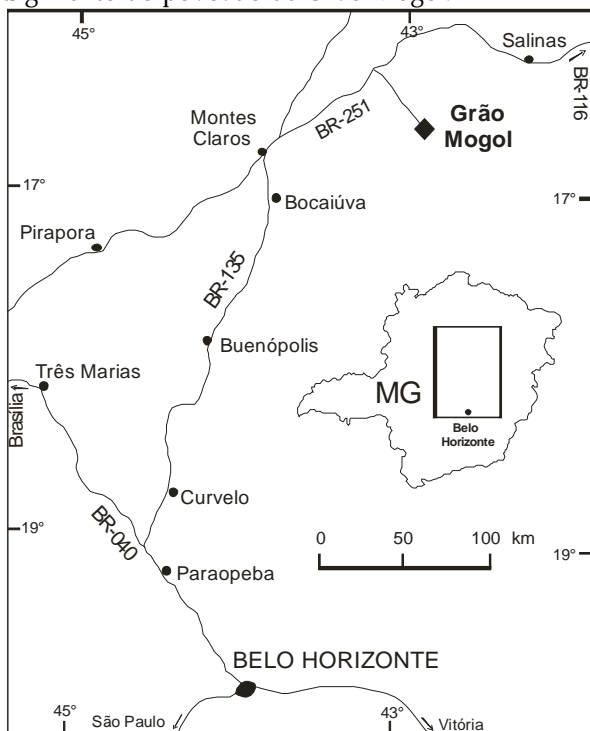 45°
43°
Salinas
BR-116
Grão
Mogol
BR-251
Montes
Claros
17°
17°
Bocaiúva
Pirapora
BR-135
Buenópolis
Três Marias
Brasília
MG
Belo
Horizonte
Curvelo
0 50 100 km
19°
19°
BR-040
Paraopeba
BELO HORIZONTE
45°
43°
São Paulo
Vitória